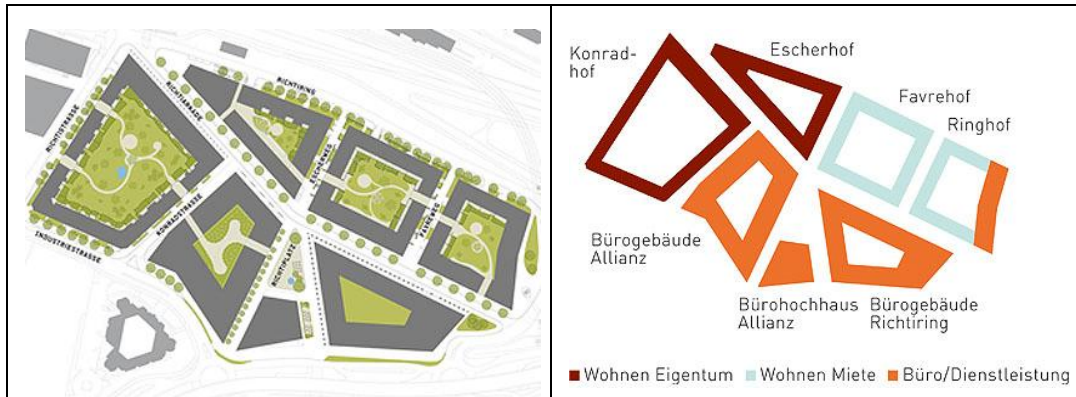 RICHTIRING
RICHTISTRASSE
RICHTIARKADE
ESCHERWEG
FAVREWEG
KONRADSTRASSE
INDUSTRIESTRASSE
RICHTIPLATZ
Konrad-
hof
Escherhof
Favrehof
Ringhof
Bürogebäude
Allianz
Bürohochhaus
Allianz
Bürogebäude
Richtiring
Wohnen Eigentum
Wohnen Miete
Büro/Dienstleistung